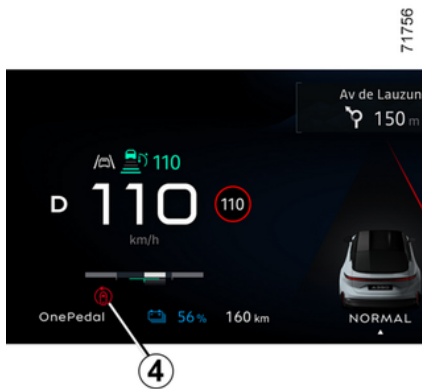 71756
Av de Lauzun
150 m
110
D 110 110
km/h
OnePedal 56 % 160 km NORMAL
4